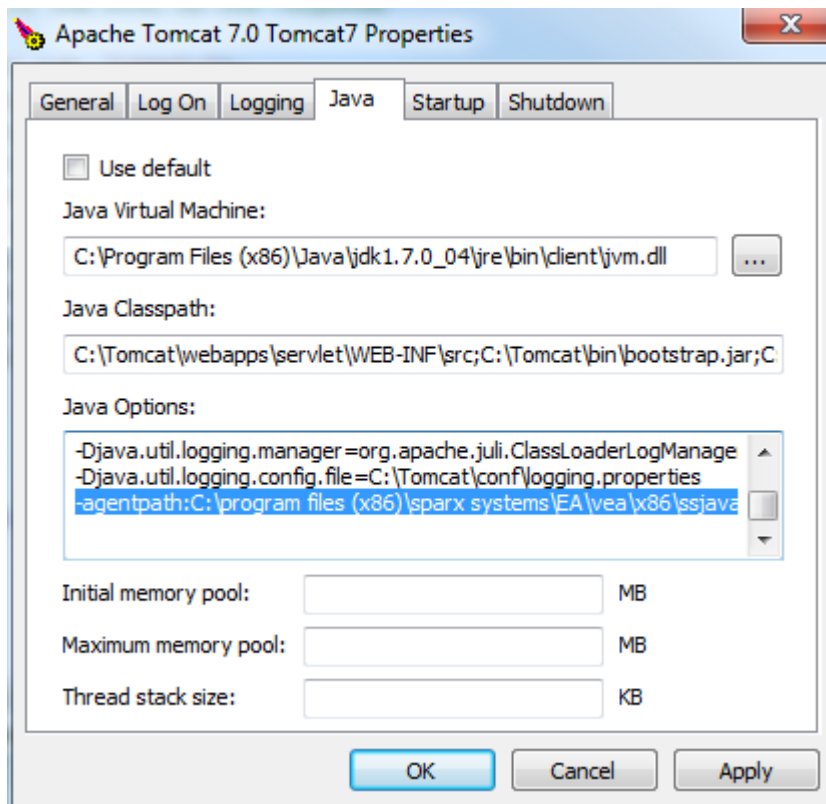 Apache Tomcat 7.0 Tomcat7 Properties
General Log On Logging Java Startup Shutdown
Use default
Java Virtual Machine:
C:\Program Files (x86)\Java\jdk1.7.0_04\jre\bin\client\jvm.dll
...
Java Classpath:
C:\Tomcat\webapps\servlet\WEB-INF\src;C:\Tomcat\bin\bootstrap.jar;C:
Java Options:
-Djava.util.logging.manager=org.apache.juli.ClassLoaderLogManage
-Djava.util.logging.config.file=C:\Tomcat\conf\logging.properties
-agentpath:C:\program files (x86)\sparx systems\EA\vea\x86\ssjava
Initial memory pool: MB
Maximum memory pool: MB
Thread stack size: KB
OK Cancel Apply